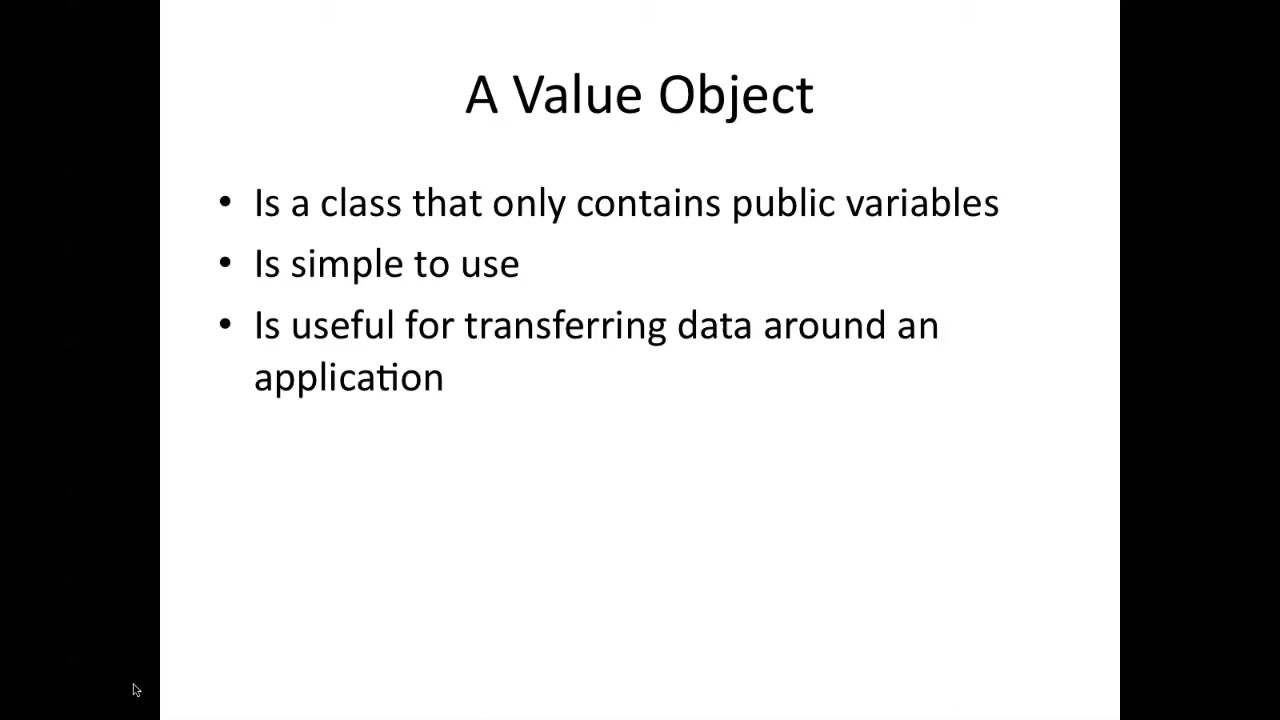 A Value Object
• Is a class that only contains public variables
• Is simple to use
• Is useful for transferring data around an
application